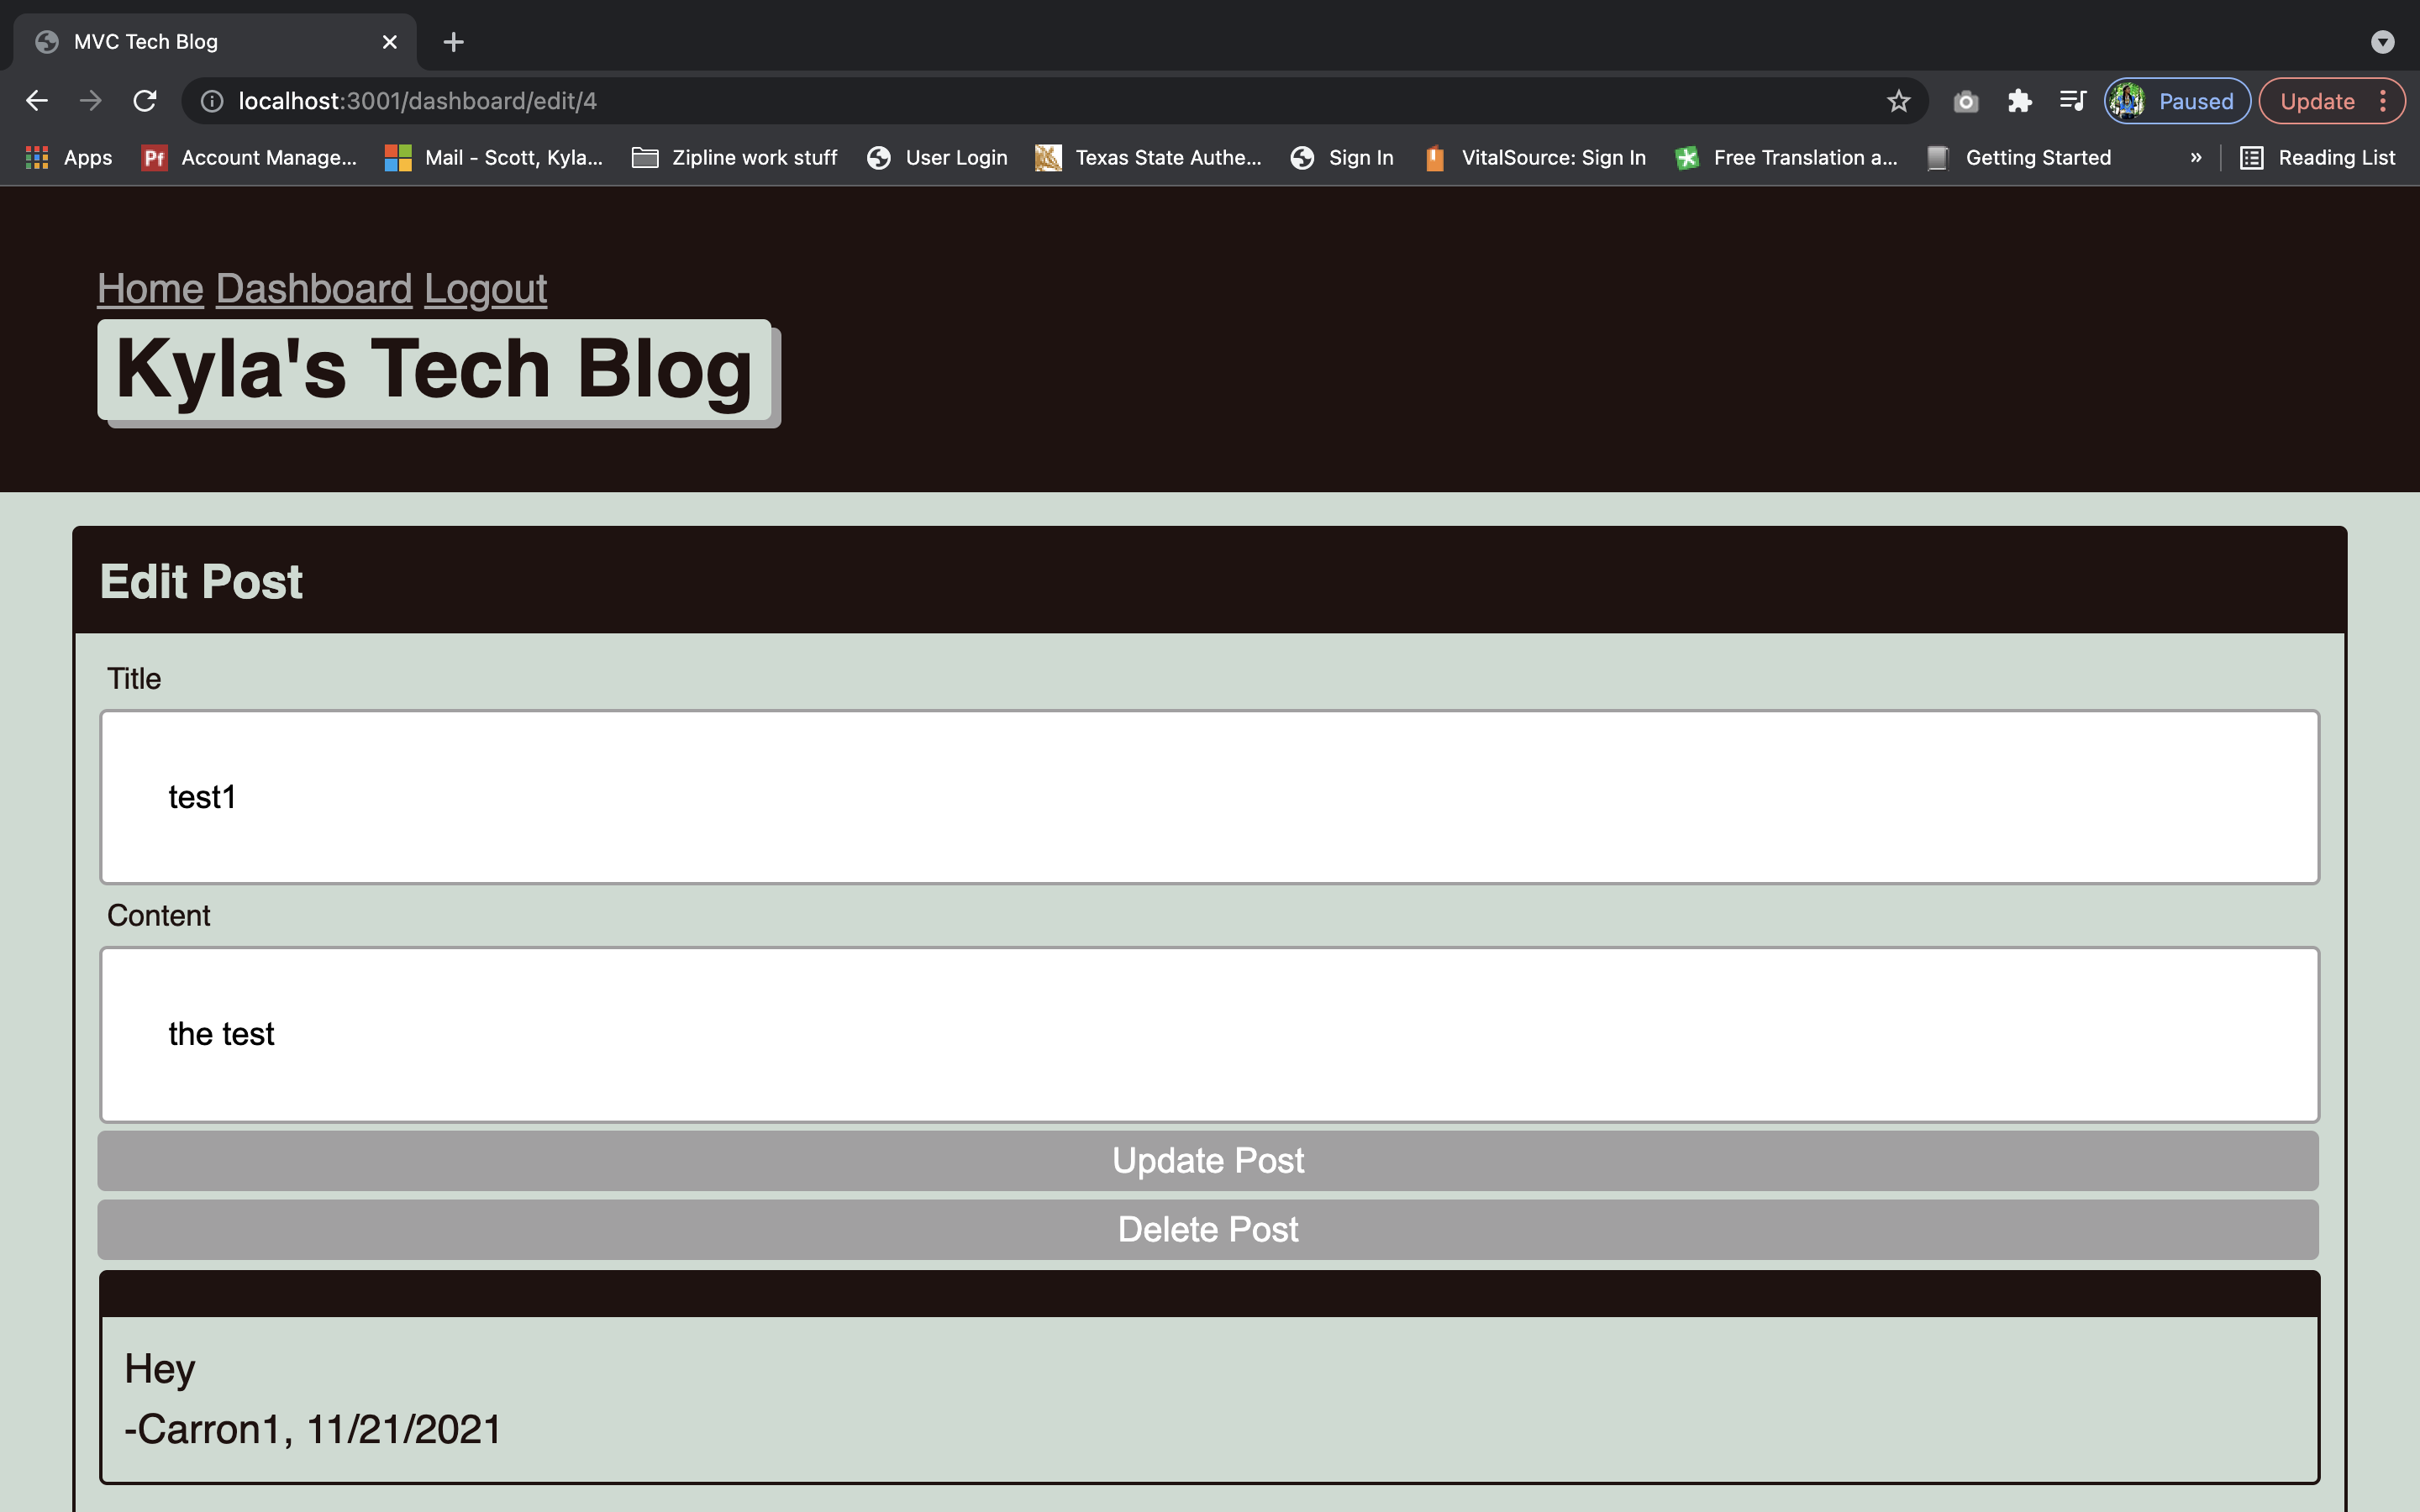 MVC Tech Blog
localhost:3001/dashboard/edit/4
Paused
Update
Apps
Pf
Account Manage...
Mail - Scott, Kyla...
Zipline work stuff
User Login
Texas State Authe...
Sign In
VitalSource: Sign In
Free Translation a...
Getting Started
»
Reading List
Home Dashboard Logout
Kyla's Tech Blog
Edit Post
Title
test1
Content
the test
Update Post
Delete Post
Hey
-Carron1, 11/21/2021